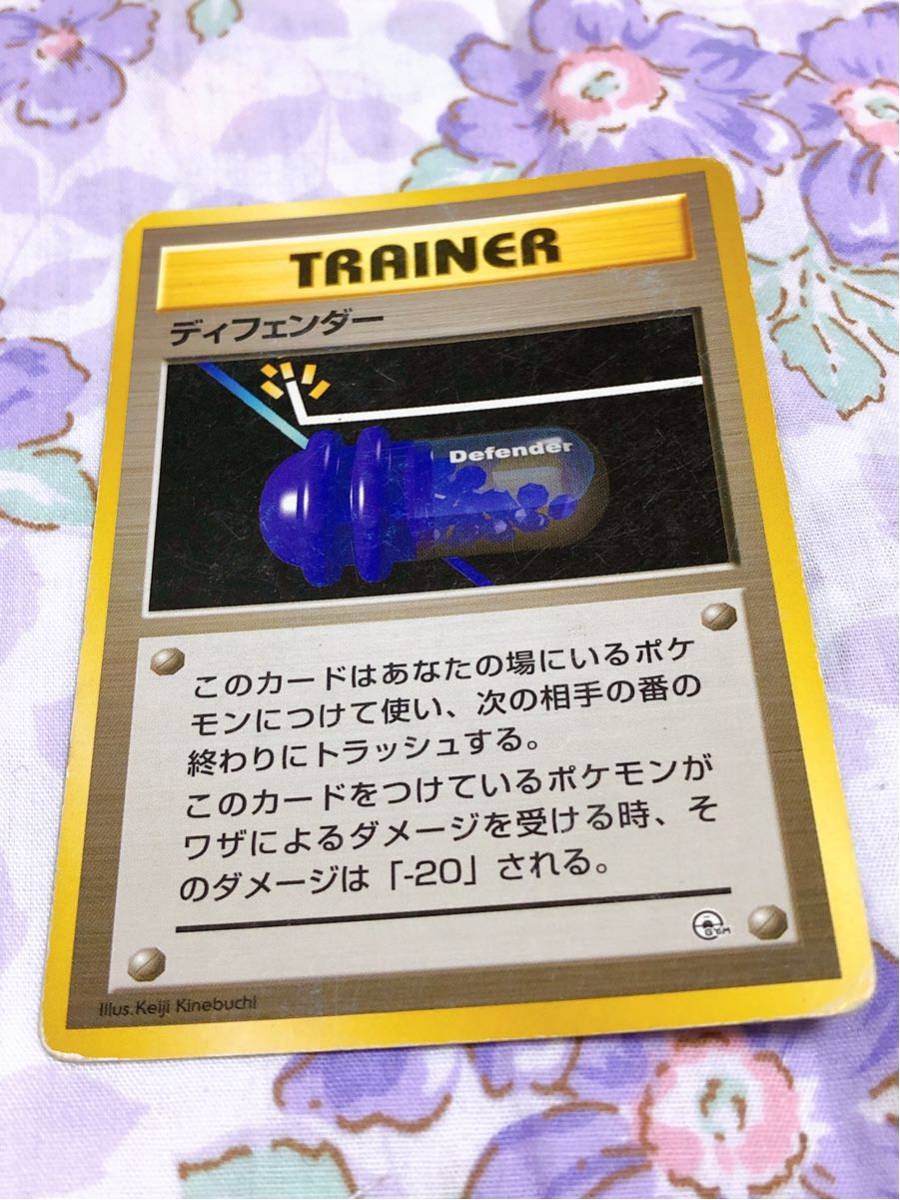 TRAINER
ディフェンダー
Defender
このカードはあなたの場にいるポケ
モンにつけて使い、次の相手の番の
終わりにトラッシュする。
このカードをつけているポケモンが
ワザによるダメージを受ける時、そ
のダメージは「-20」される。
GYM
Illus.Keiji Kinebuchi